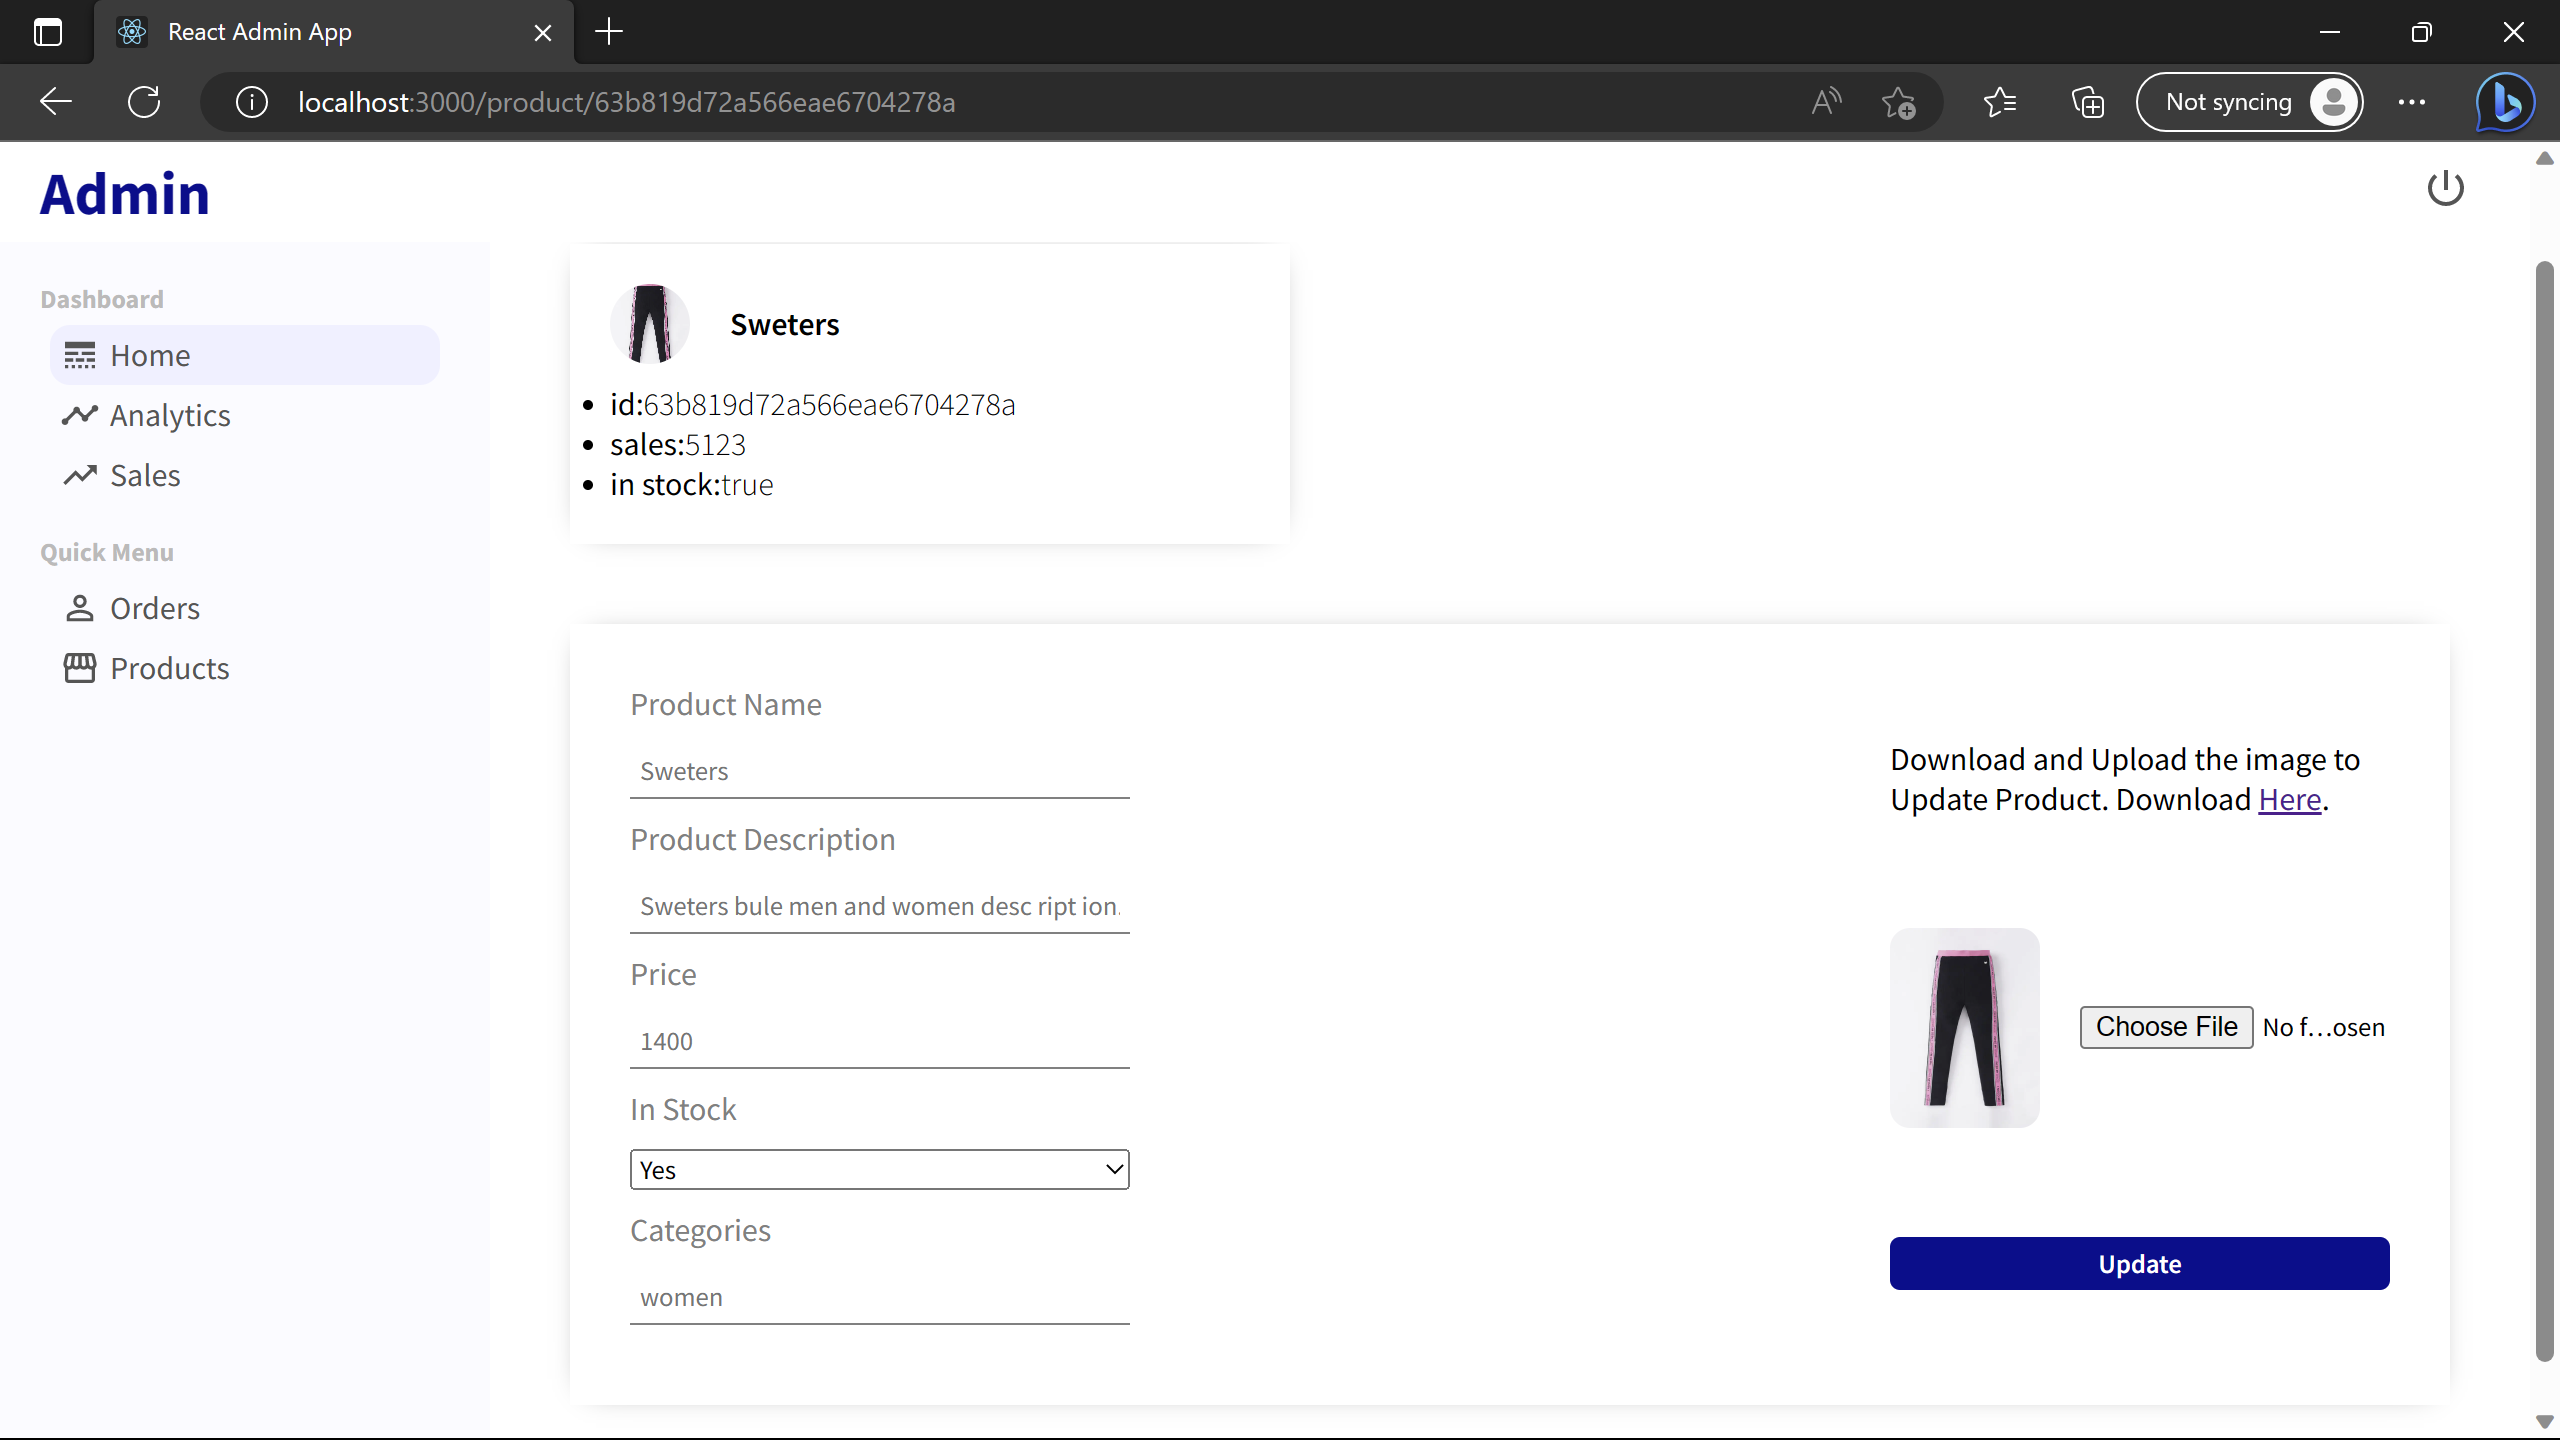 React Admin App
localhost:3000/product/63b819d72a566eae6704278a
Not syncing
Admin
Dashboard
Home
Analytics
Sales
Quick Menu
Orders
Products
Sweters
id:63b819d72a566eae6704278a
sales:5123
in stock:true
Product Name
Sweters
Product Description
Sweters bule men and women desc ript ion.
Price
1400
In Stock
Yes
Categories
women
Download and Upload the image to
Update Product. Download Here.
Choose File No f...osen
Update